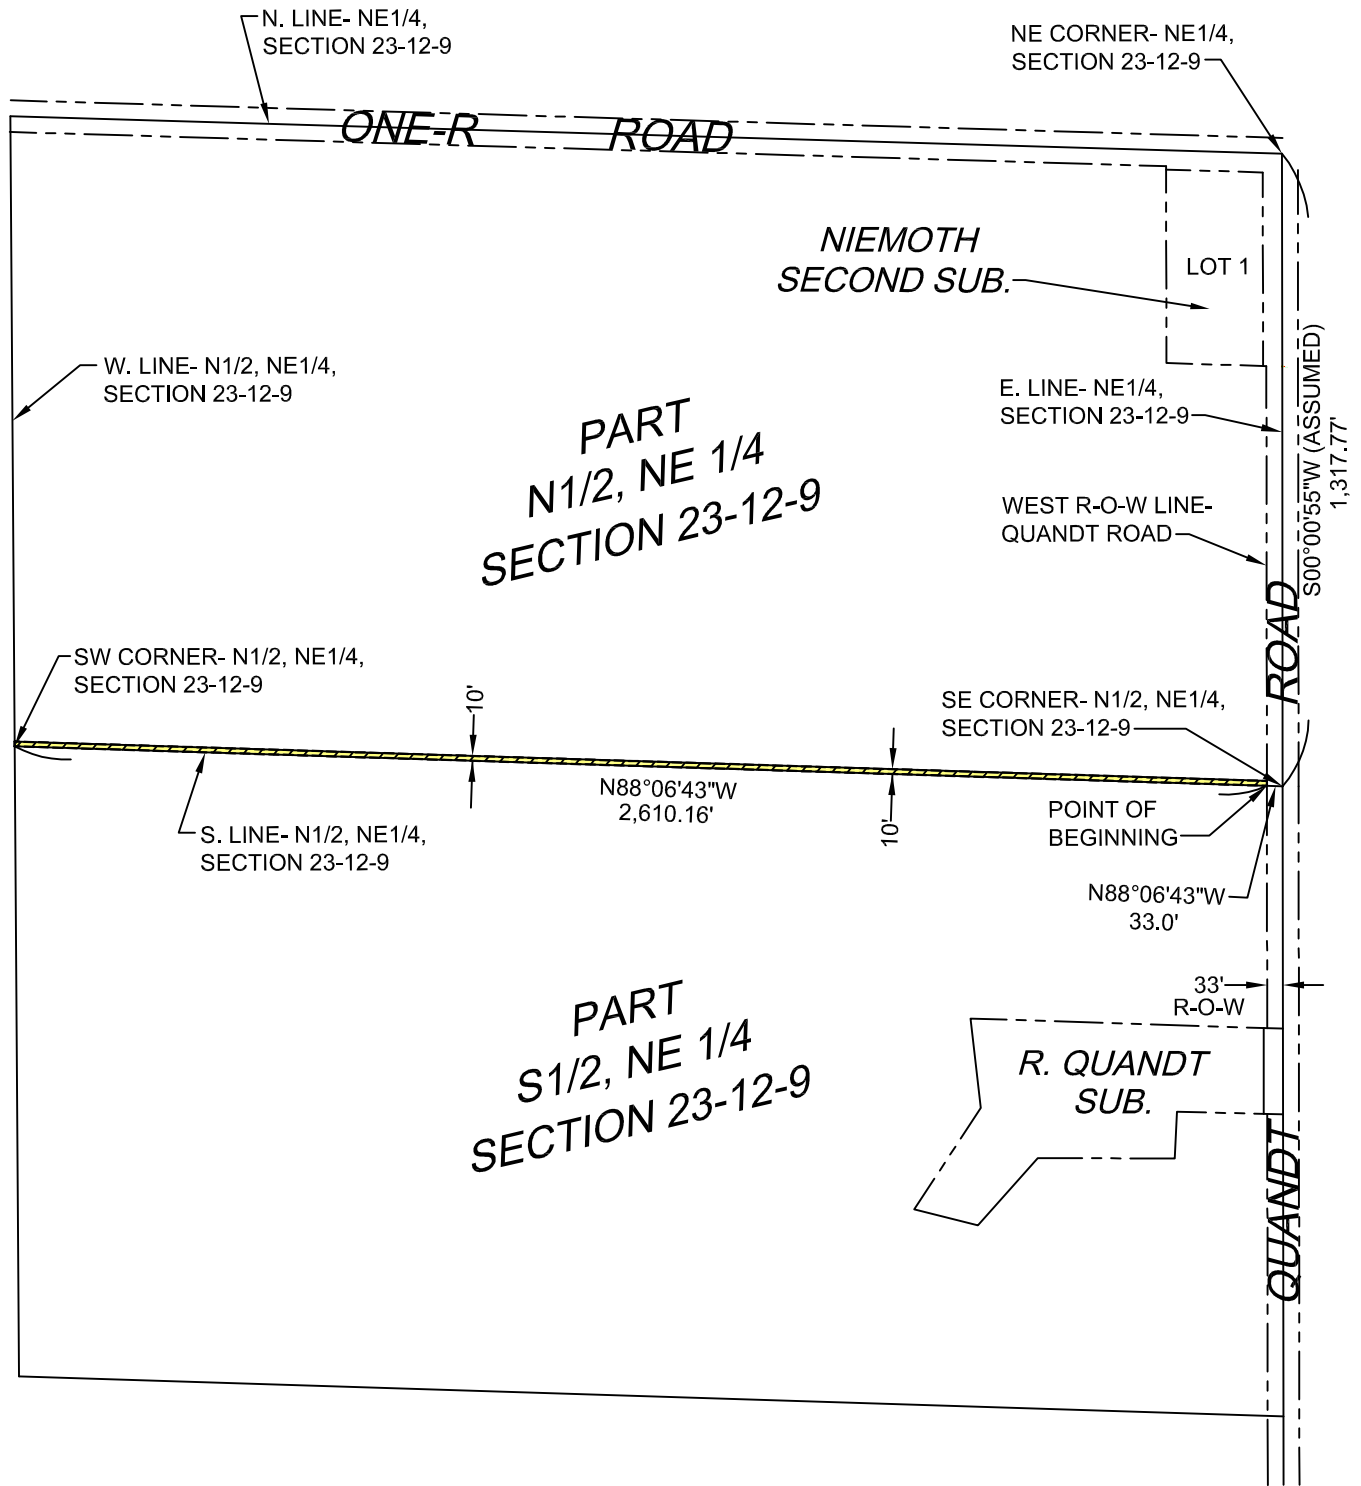 N. LINE- NE1/4,
SECTION 23-12-9
NE CORNER- NE1/4,
SECTION 23-12-9
ONE-R ROAD
NIEMOTH
SECOND SUB.
LOT 1
W. LINE- N1/2, NE1/4,
SECTION 23-12-9
E. LINE- NE1/4,
SECTION 23-12-9
S00°00'55"W (ASSUMED)
1,317.77'
PART
N1/2, NE 1/4
SECTION 23-12-9
WEST R-O-W LINE-
QUANDT ROAD
ROAD
SW CORNER- N1/2, NE1/4,
SECTION 23-12-9
10'
SE CORNER- N1/2, NE1/4,
SECTION 23-12-9
N88°06'43"W
2,610.16'
10'
POINT OF
BEGINNING
S. LINE- N1/2, NE1/4,
SECTION 23-12-9
N88°06'43"W
33.0'
33'
R-O-W
PART
S1/2, NE 1/4
SECTION 23-12-9
R. QUANDT
SUB.
QUANDT